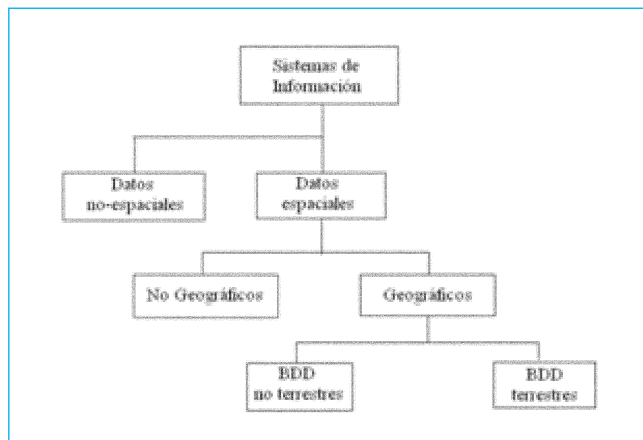 Sistemas de
Información
Datos
no-espaciales
Datos
espaciales
No Geográficos
Geográficos
BDD
no terrestres
BDD
terrestres